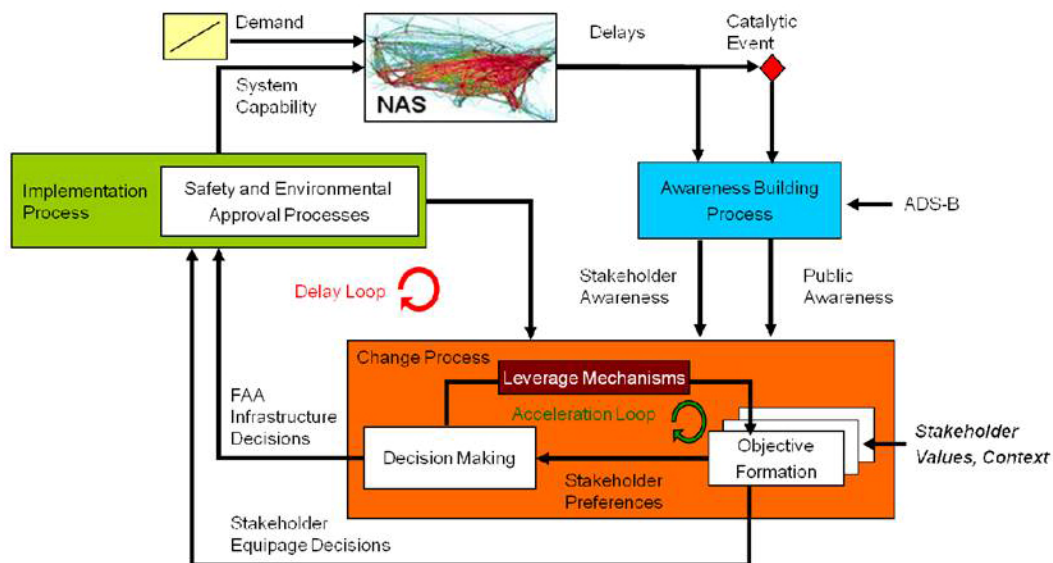 Demand
Delays
Catalytic
Event
System
Capability
NAS
Implementation
Process
Safety and Environmental
Approval Processes
Awareness Building
Process
ADS-B
Delay Loop
Stakeholder
Awareness
Public
Awareness
Change Process
Leverage Mechanisms
Acceleration Loop
FAA
Infrastructure
Decisions
Decision Making
Objective
Formation
Stakeholder
Values, Context
Stakeholder
Preferences
Stakeholder
Equipage Decisions